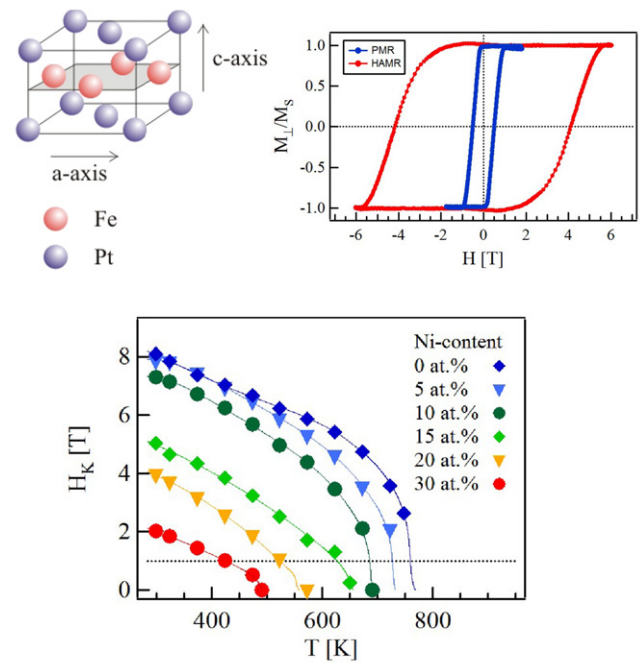 c-axis
a-axis
Fe
Pt
PMR
HAMR
1.0
0.5
0.0
-0.5
-1.0
M⊥/MS
-6 -4 -2 0 2 4 6
H [T]
Ni-content
0 at.%
5 at.%
10 at.%
15 at.%
20 at.%
30 at.%
8
6
4
2
0
HK [T]
400 600 800
T [K]